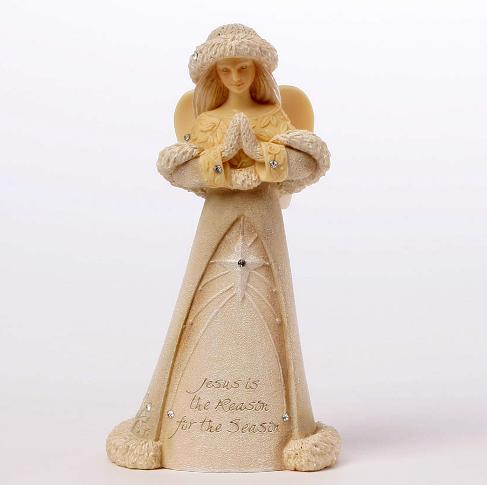 Jesus is
the Reason
for the Season